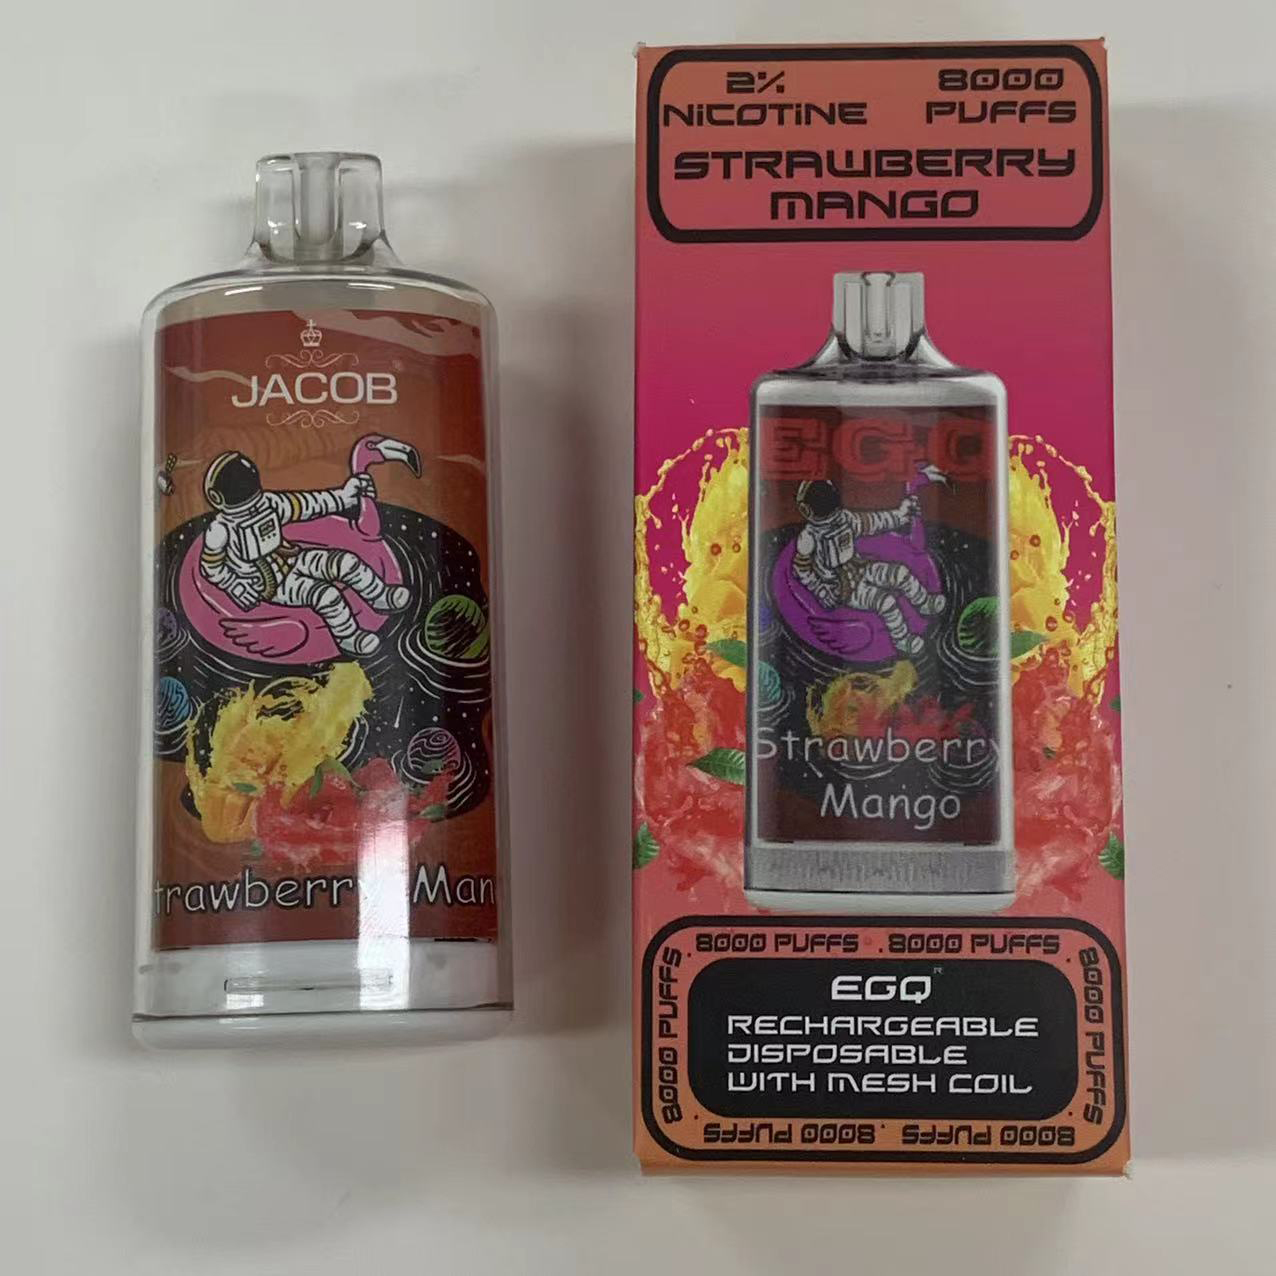 JACOB
trawberry Man
2% 8000
NiCOTiNE PUFFS
STRAWBERRY
MANGO
Strawberry
Mango
8000 PUFFS . 8000 PUFFS .
8000 PUFFS .
8000 PUFFS . 8000 PUFFS .
8000 PUFFS .
EGQ R
RECHARGEABLE
DISPOSABLE
WITH MESH COIL